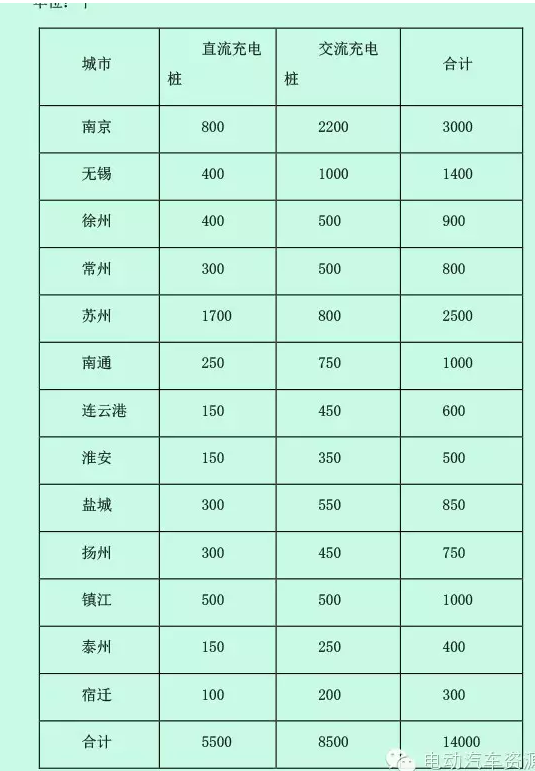 单位：个
城市 直流充电桩 交流充电桩 合计
南京 800 2200 3000
无锡 400 1000 1400
徐州 400 500 900
常州 300 500 800
苏州 1700 800 2500
南通 250 750 1000
连云港 150 450 600
淮安 150 350 500
盐城 300 550 850
扬州 300 450 750
镇江 500 500 1000
泰州 150 250 400
宿迁 100 200 300
合计 5500 8500 14000
电动汽车资源